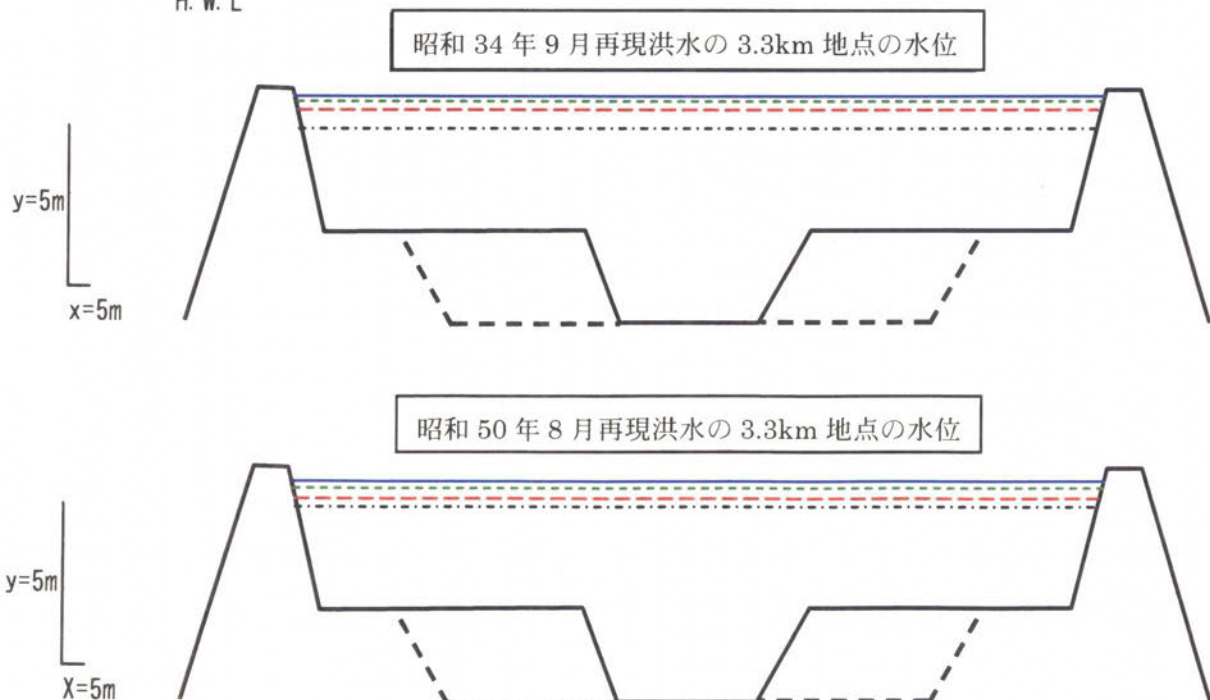 H. W. L
昭和 34 年 9 月再現洪水の 3.3km 地点の水位
y=5m
x=5m
昭和 50 年 8 月再現洪水の 3.3km 地点の水位
y=5m
X=5m